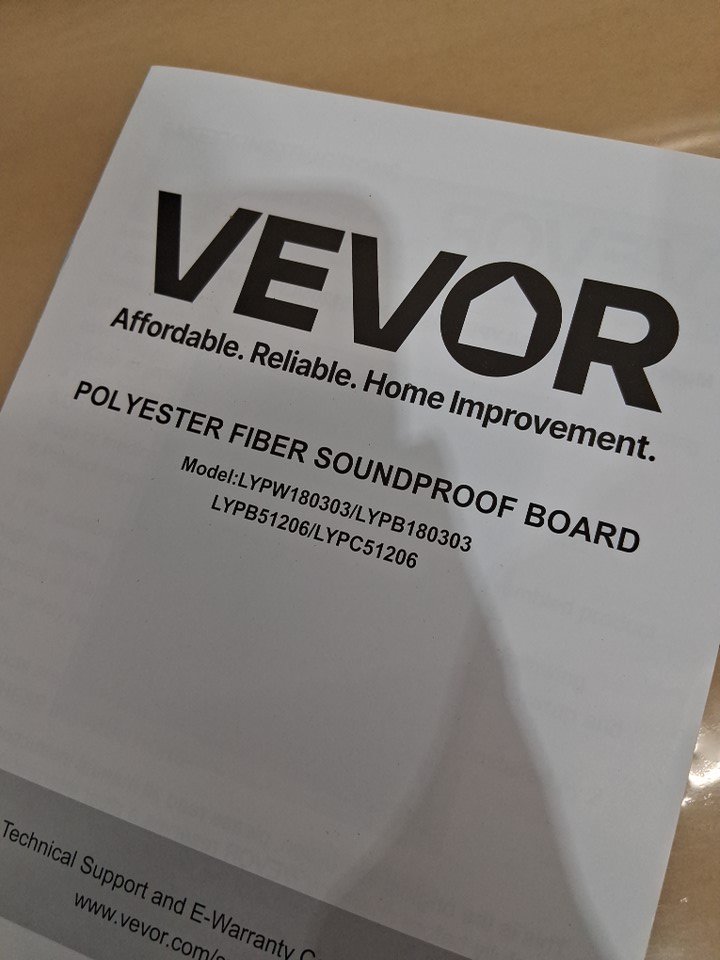 VEVOR
Affordable. Reliable. Home Improvement.
POLYESTER FIBER SOUNDPROOF BOARD
Model:LYPW180303/LYPB180303
LYPB51206/LYPC51206
Technical Support and E-Warranty
www.vevor.com/